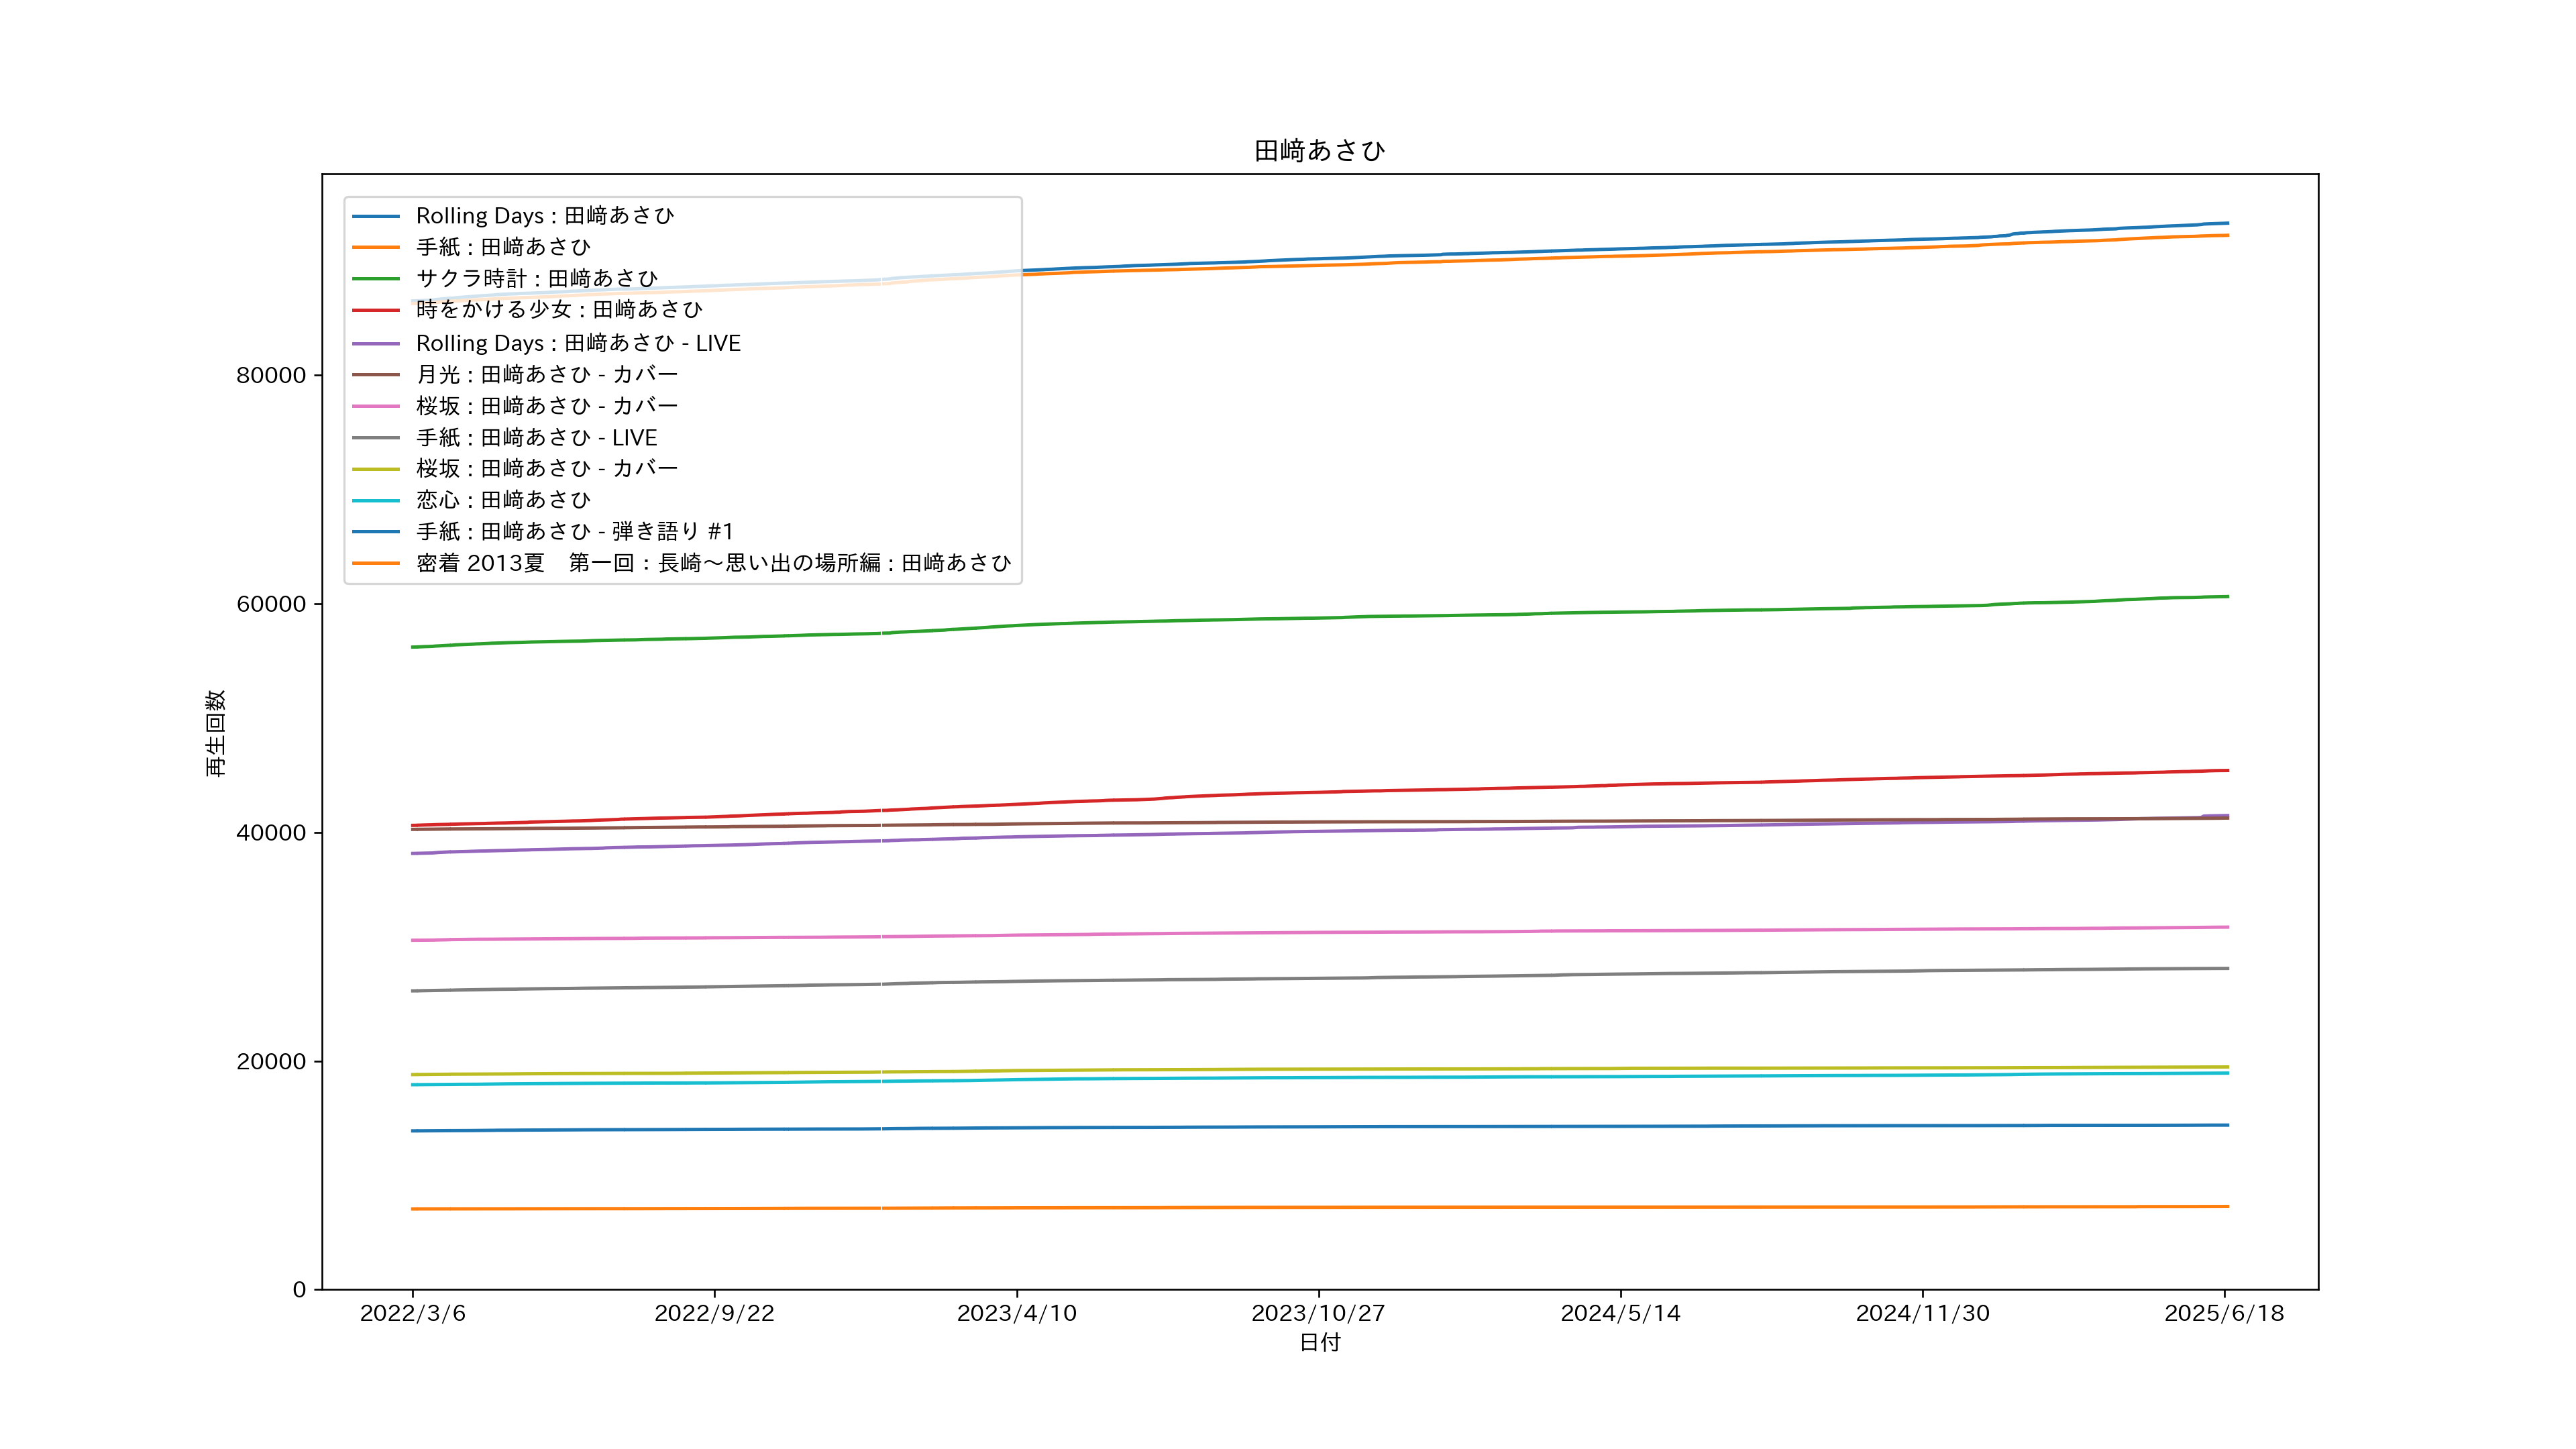 田﨑あさひ
Rolling Days : 田﨑あさひ
手紙 : 田﨑あさひ
サクラ時計 : 田﨑あさひ
時をかける少女 : 田﨑あさひ
Rolling Days : 田﨑あさひ - LIVE
月光 : 田﨑あさひ - カバー
桜坂 : 田﨑あさひ - カバー
手紙 : 田﨑あさひ - LIVE
桜坂 : 田﨑あさひ - カバー
恋心 : 田﨑あさひ
手紙 : 田﨑あさひ - 弾き語り #1
密着 2013夏　第一回：長崎～思い出の場所編 : 田﨑あさひ
80000
60000
40000
20000
0
再生回数
2022/3/6 2022/9/22 2023/4/10 2023/10/27 2024/5/14 2024/11/30 2025/6/18
日付